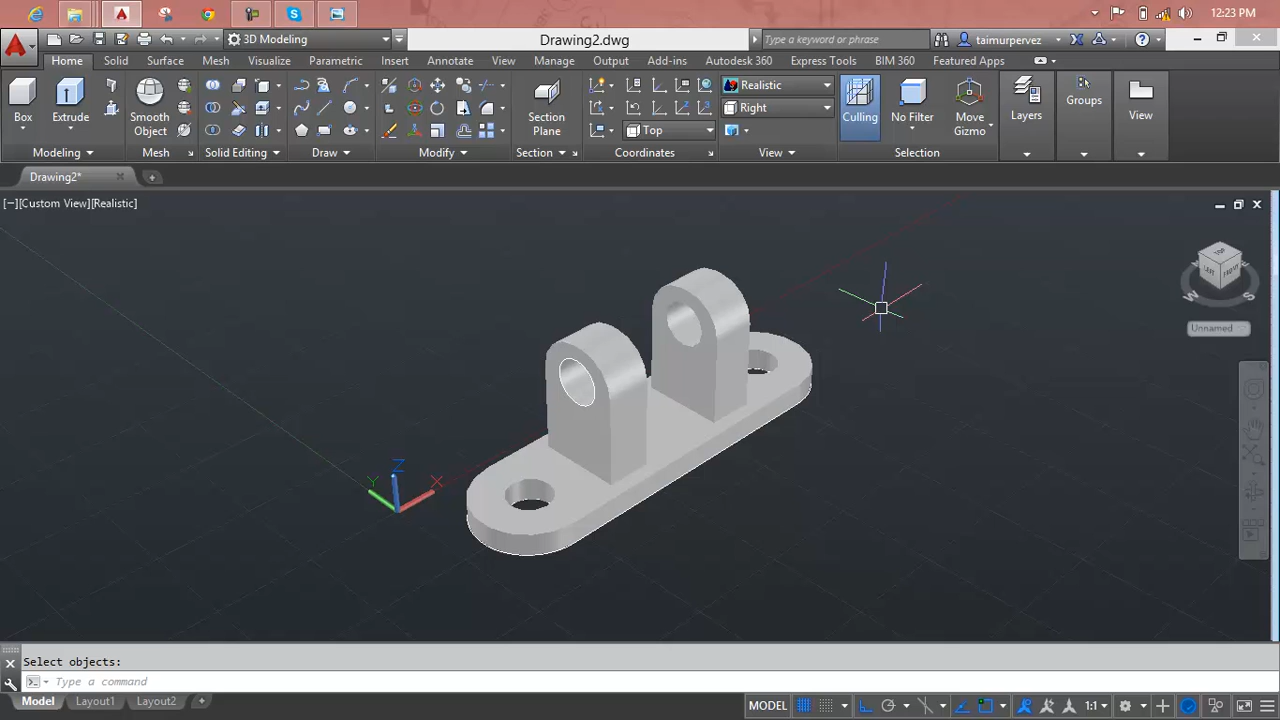 12:23 PM
3D Modeling
Drawing2.dwg
Type a keyword or phrase
taimurpervez
Home Solid Surface Mesh Visualize Parametric Insert Annotate View Manage Output Add-ins Autodesk 360 Express Tools BIM 360 Featured Apps
Box
Extrude
Smooth
Object
Section
Plane
Realistic
Right
Top
Culling
No Filter
Move
Gizmo
Layers
Groups
View
Modeling
Mesh
Solid Editing
Draw
Modify
Section
Coordinates
View
Selection
Drawing2*
[−][Custom View][Realistic]
TOP
LEFT
FRONT
W
S
Unnamed
Z
Y
X
Select objects:
Type a command
Model Layout1 Layout2
MODEL
1:1